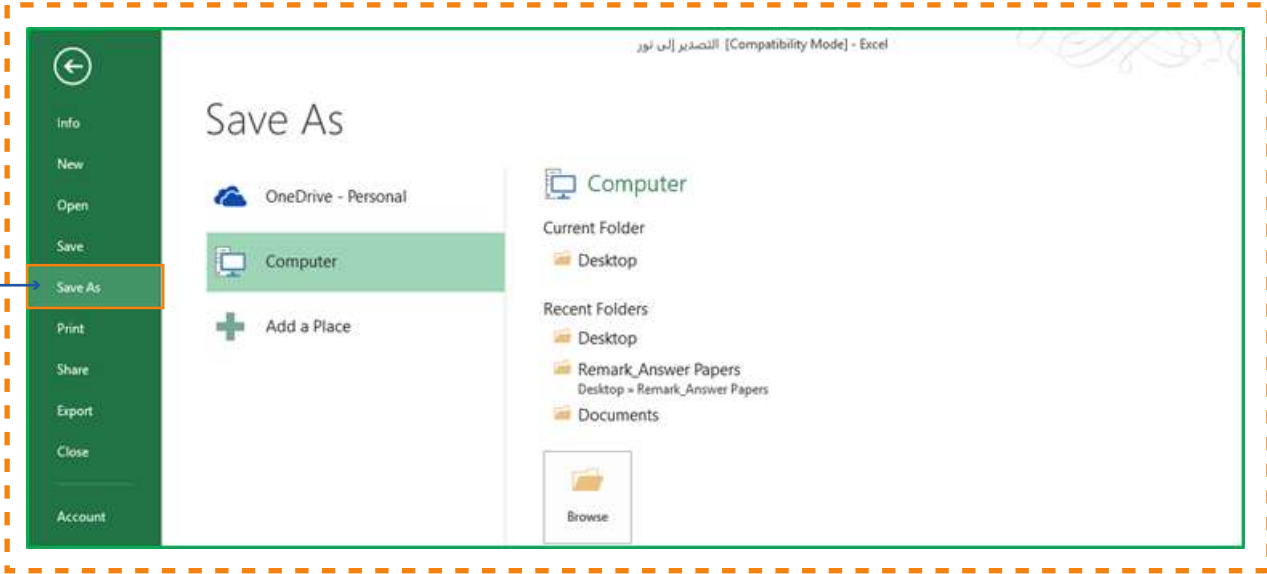 التصدير إلى نور [Compatibility Mode] - Excel
Info
New
Open
Save
Save As
Print
Share
Export
Close
Account
Save As
OneDrive - Personal
Computer
Add a Place
Computer
Current Folder
Desktop
Recent Folders
Desktop
Remark_Answer Papers
Desktop » Remark_Answer Papers
Documents
Browse